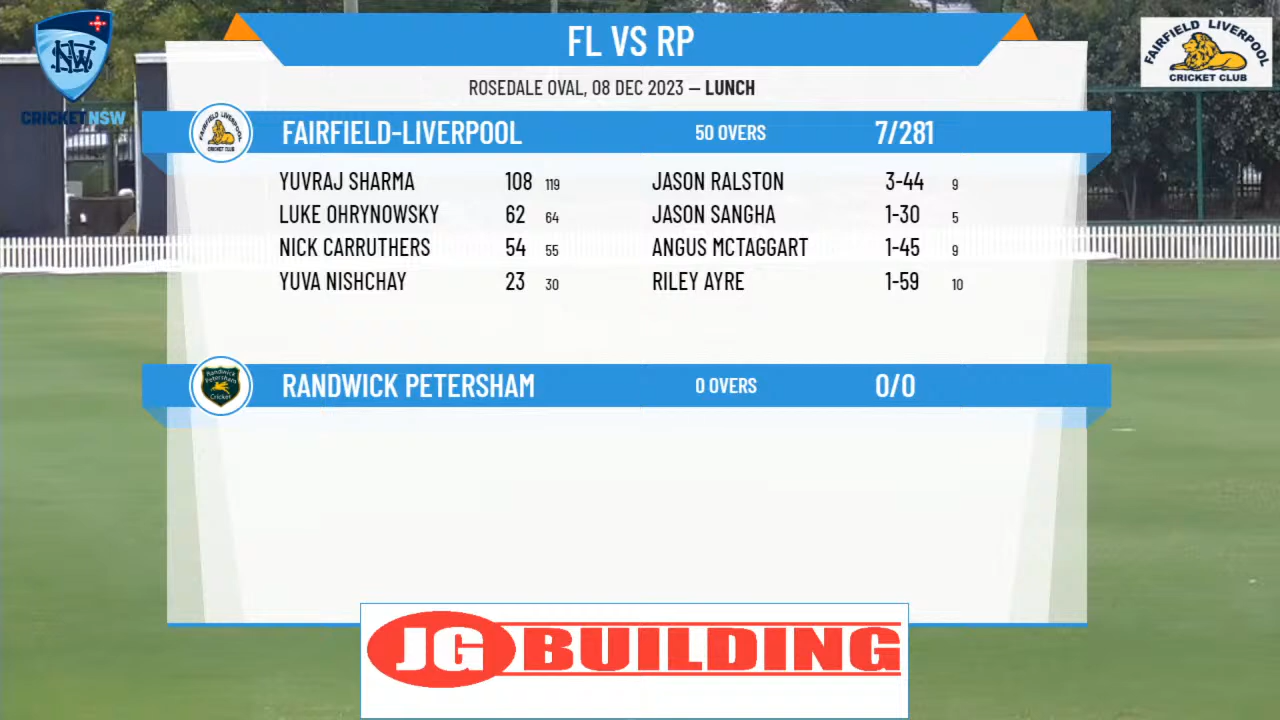 FL VS RP
ROSEDALE OVAL, 08 DEC 2023 – LUNCH
CRICKET NSW
FAIRFIELD LIVERPOOL
CRICKET CLUB
FAIRFIELD-LIVERPOOL 50 OVERS 7/281
YUVRAJ SHARMA 108 119 JASON RALSTON 3-44 9
LUKE OHRYNOWSKY 62 64 JASON SANGHA 1-30 5
NICK CARRUTHERS 54 55 ANGUS MCTAGGART 1-45 9
YUVA NISHCHAY 23 30 RILEY AYRE 1-59 10
Randwick
Petersham
Cricket
RANDWICK PETERSHAM 0 OVERS 0/0
JG BUILDING